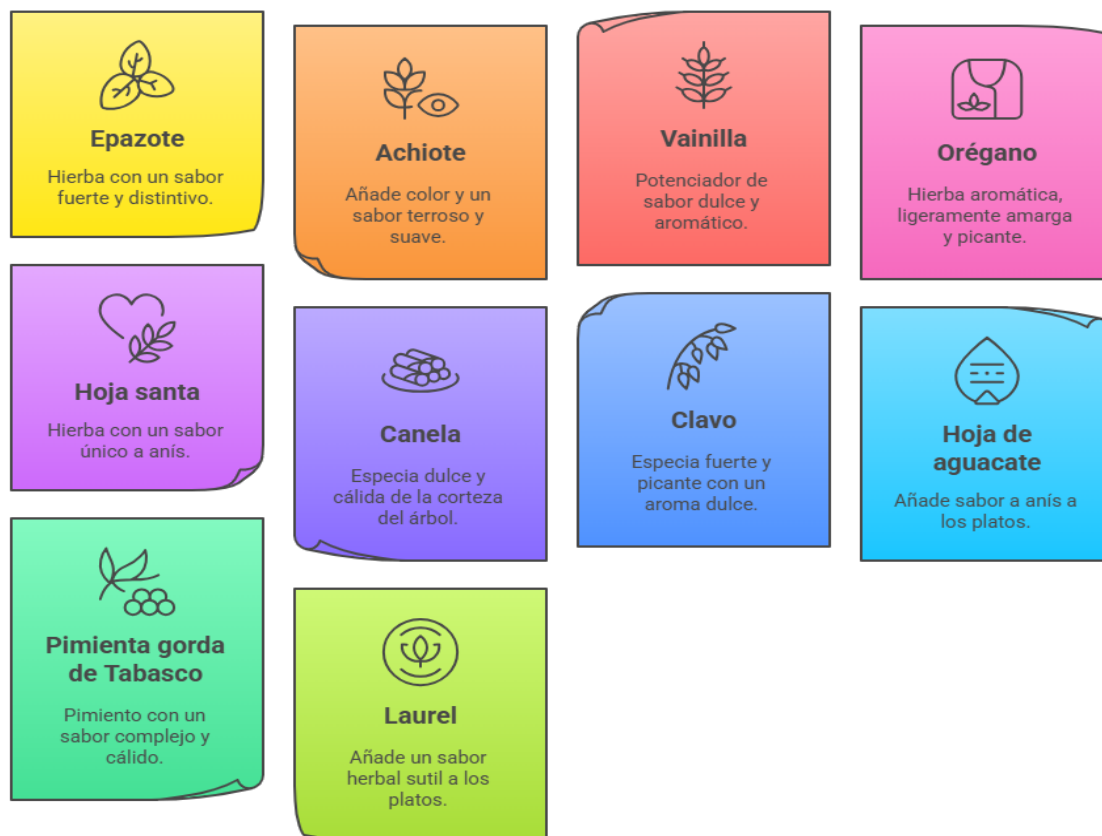 Epazote
Hierba con un sabor
fuerte y distintivo.
Achiote
Añade color y un
sabor terroso y
suave.
Vainilla
Potenciador de
sabor dulce y
aromático.
Orégano
Hierba aromática,
ligeramente amarga
y picante.
Hoja santa
Hierba con un sabor
único a anís.
Canela
Especia dulce y
cálida de la corteza
del árbol.
Clavo
Especia fuerte y
picante con un
aroma dulce.
Hoja de
aguacate
Añade sabor a anís a
los platos.
Pimienta gorda
de Tabasco
Pimiento con un
sabor complejo y
cálido.
Laurel
Añade un sabor
herbal sutil a los
platos.